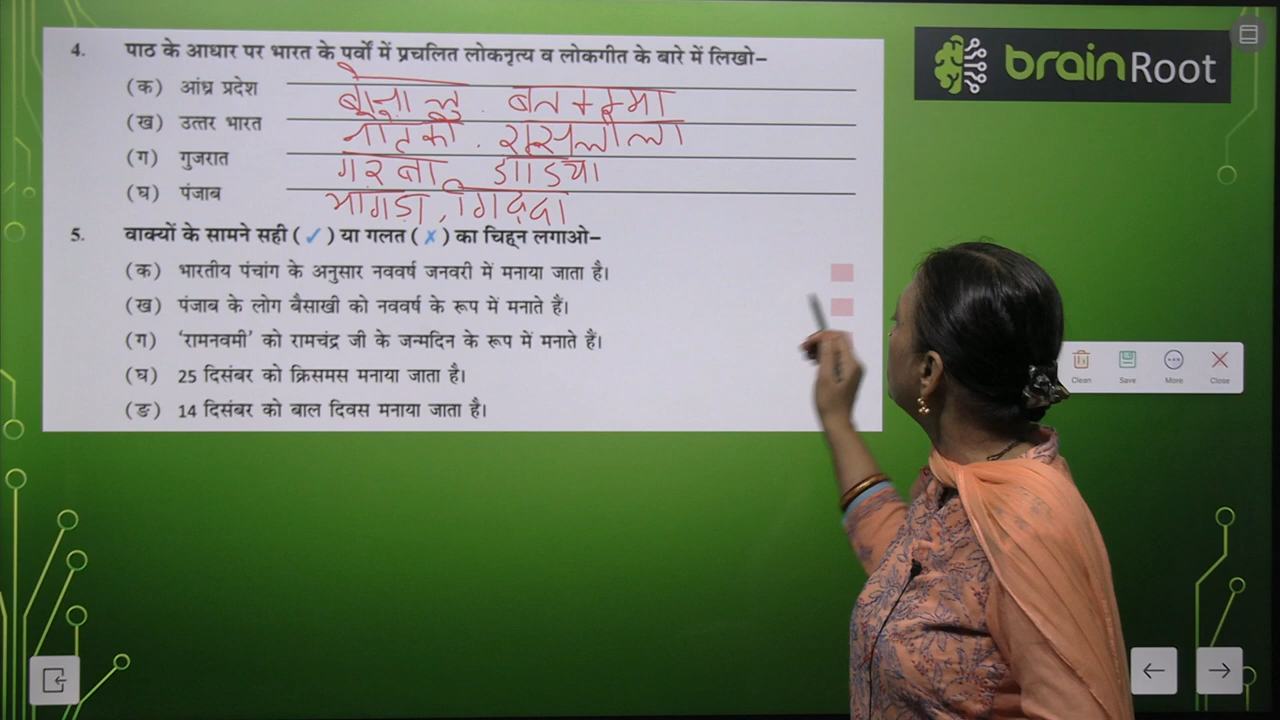 4. पाठ के आधार पर भारत के पर्वों में प्रचलित लोकनृत्य व लोकगीत के बारे में लिखो–
(क) आंध्र प्रदेश बोनालू . बतकम्मा
(ख) उत्तर भारत नौटंकी . रासलीला
(ग) गुजरात गरबा डांडिया
(घ) पंजाब भांगड़ा , गिद्दा
5. वाक्यों के सामने सही ( ✓ ) या गलत ( ✗ ) का चिह्न लगाओ–
(क) भारतीय पंचांग के अनुसार नववर्ष जनवरी में मनाया जाता है।
(ख) पंजाब के लोग बैसाखी को नववर्ष के रूप में मनाते हैं।
(ग) 'रामनवमी' को रामचंद्र जी के जन्मदिन के रूप में मनाते हैं।
(घ) 25 दिसंबर को क्रिसमस मनाया जाता है।
(ङ) 14 दिसंबर को बाल दिवस मनाया जाता है।
brainRoot
Clean Save More Close